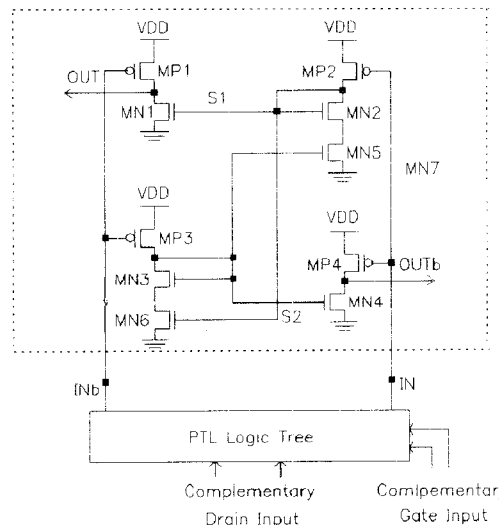 VDD
VDD
OUT
MP1
MP2
S1
MN1
MN2
MN5
MN7
VDD
VDD
MP3
MP4
OUTb
MN3
MN4
MN6
S2
INb
IN
PTL Logic Tree
Complementary
Drain Input
Comlpementar
Gate Input